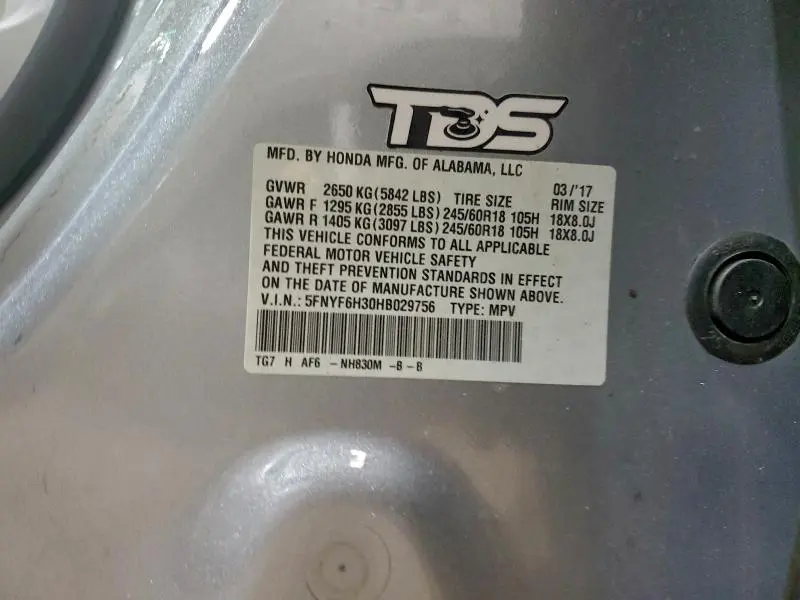 TDS
MFD. BY HONDA MFG. OF ALABAMA, LLC
03/'17
GVWR 2650 KG(5842 LBS) TIRE SIZE RIM SIZE
GAWR F 1295 KG(2855 LBS) 245/60R18 105H 18X8.0J
GAWR R 1405 KG(3097 LBS) 245/60R18 105H 18X8.0J
THIS VEHICLE CONFORMS TO ALL APPLICABLE
FEDERAL MOTOR VEHICLE SAFETY
AND THEFT PREVENTION STANDARDS IN EFFECT
ON THE DATE OF MANUFACTURE SHOWN ABOVE.
V.I.N.: 5FNYF6H30HB029756 TYPE: MPV
TG7 H AF6 -NH830M -B-B